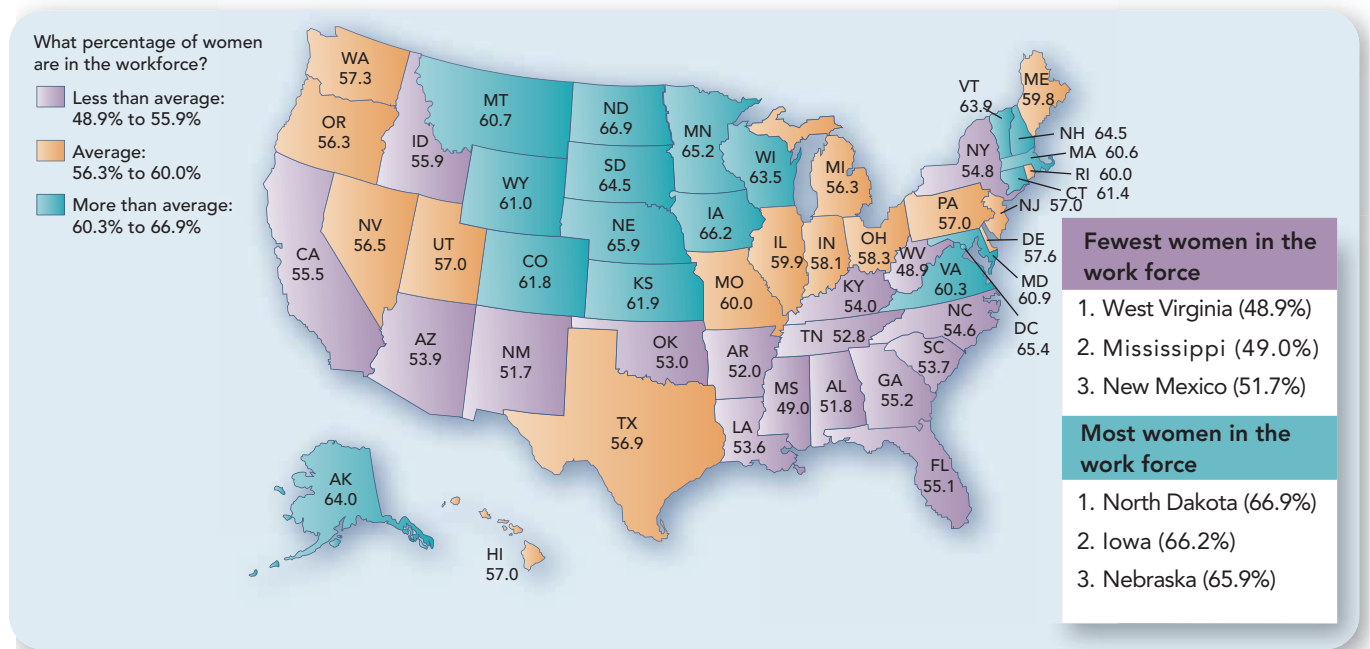 What percentage of women
are in the workforce?
Less than average:
48.9% to 55.9%
Average:
56.3% to 60.0%
More than average:
60.3% to 66.9%
WA
57.3
OR
56.3
ID
55.9
MT
60.7
ND
66.9
MN
65.2
SD
64.5
WI
63.5
WY
61.0
NE
65.9
IA
66.2
MI
56.3
VT
63.9
ME
59.8
NH 64.5
MA 60.6
RI 60.0
CT 61.4
NY
54.8
NJ 57.0
PA
57.0
CA
55.5
NV
56.5
UT
57.0
CO
61.8
KS
61.9
MO
60.0
IL
59.9
IN
58.1
OH
58.3
WV
48.9
VA
60.3
DE
57.6
MD
60.9
DC
65.4
KY
54.0
NC
54.6
TN 52.8
SC
53.7
AZ
53.9
NM
51.7
OK
53.0
AR
52.0
MS
49.0
AL
51.8
GA
55.2
TX
56.9
LA
53.6
FL
55.1
AK
64.0
HI
57.0
Fewest women in the
work force
1. West Virginia (48.9%)
2. Mississippi (49.0%)
3. New Mexico (51.7%)
Most women in the
work force
1. North Dakota (66.9%)
2. Iowa (66.2%)
3. Nebraska (65.9%)